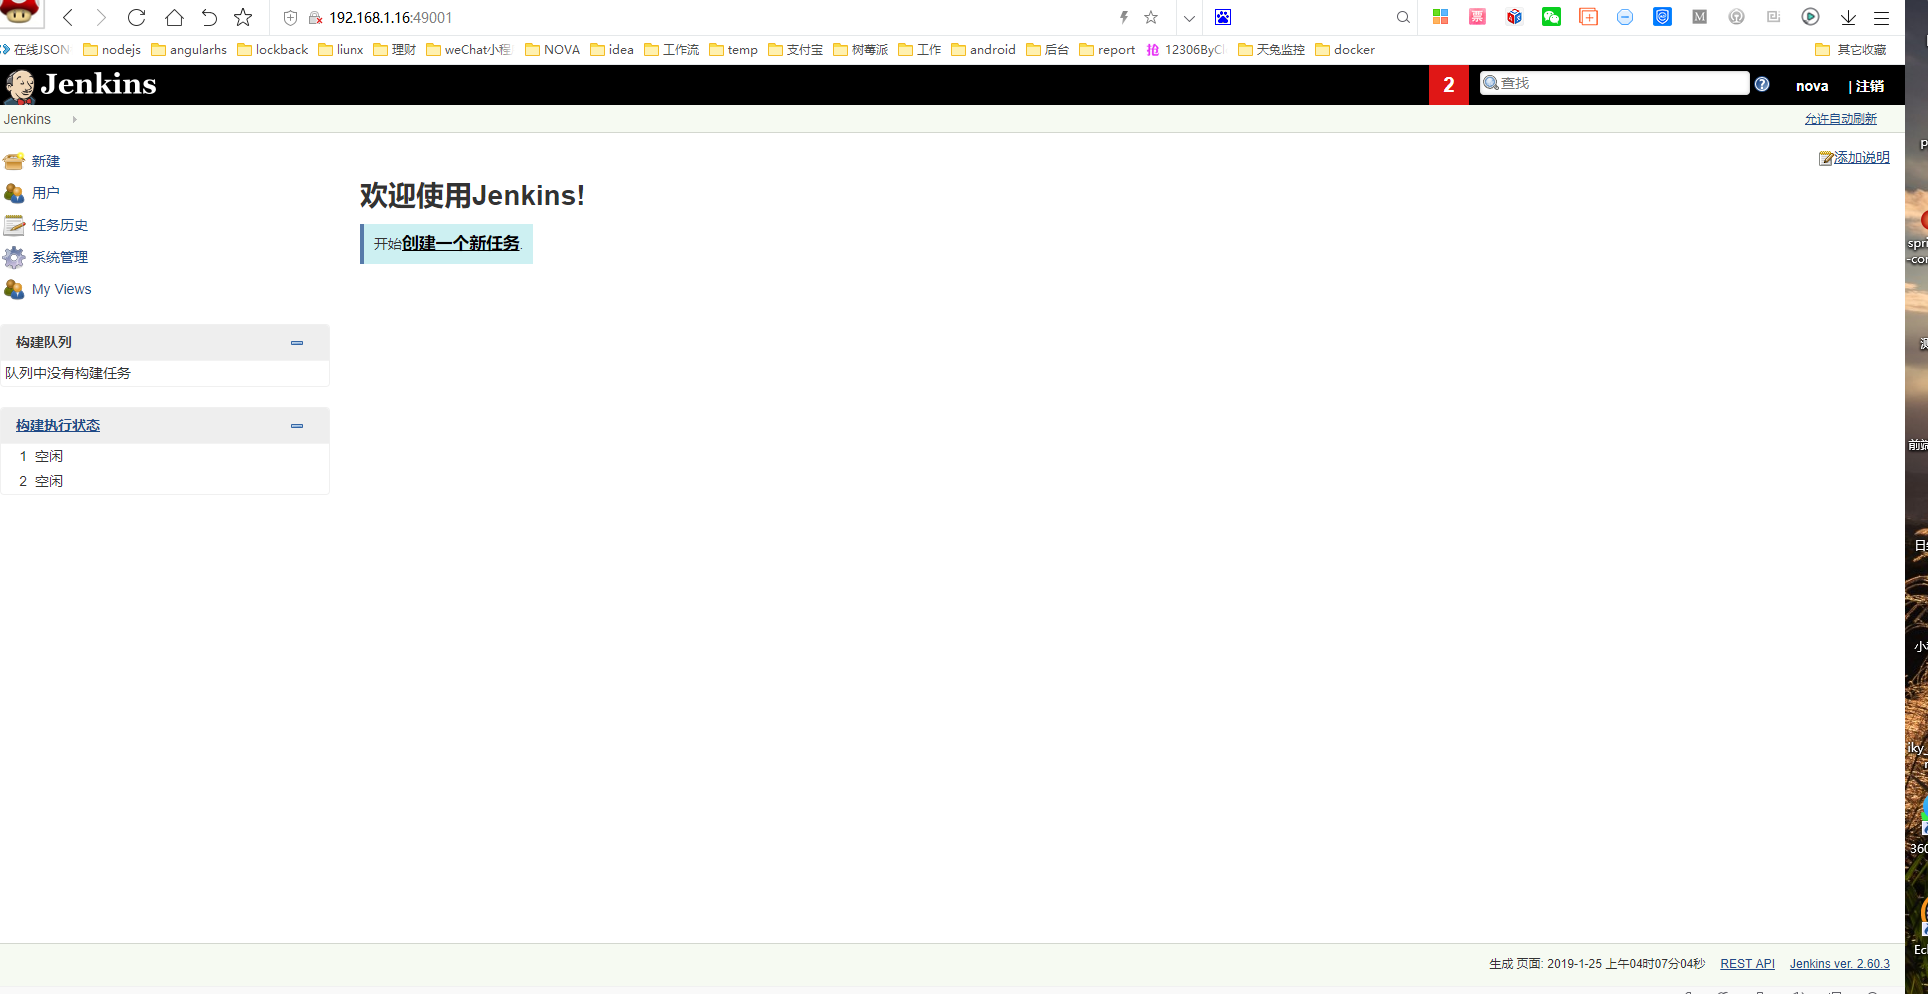 192.168.1.16:49001
在线JSON nodejs angularhs lockback liunx 理财 weChat小程 NOVA idea 工作流 temp 支付宝 树莓派 工作 android 后台 report 抢 12306ByC 天兔监控 docker 其它收藏
Jenkins 2 查找 nova | 注销
Jenkins 允许自动刷新
新建
添加说明
用户
欢迎使用Jenkins!
任务历史
开始创建一个新任务.
系统管理
My Views
构建队列
队列中没有构建任务
构建执行状态
1 空闲
2 空闲
生成 页面: 2019-1-25 上午04时07分04秒 REST API Jenkins ver. 2.60.3